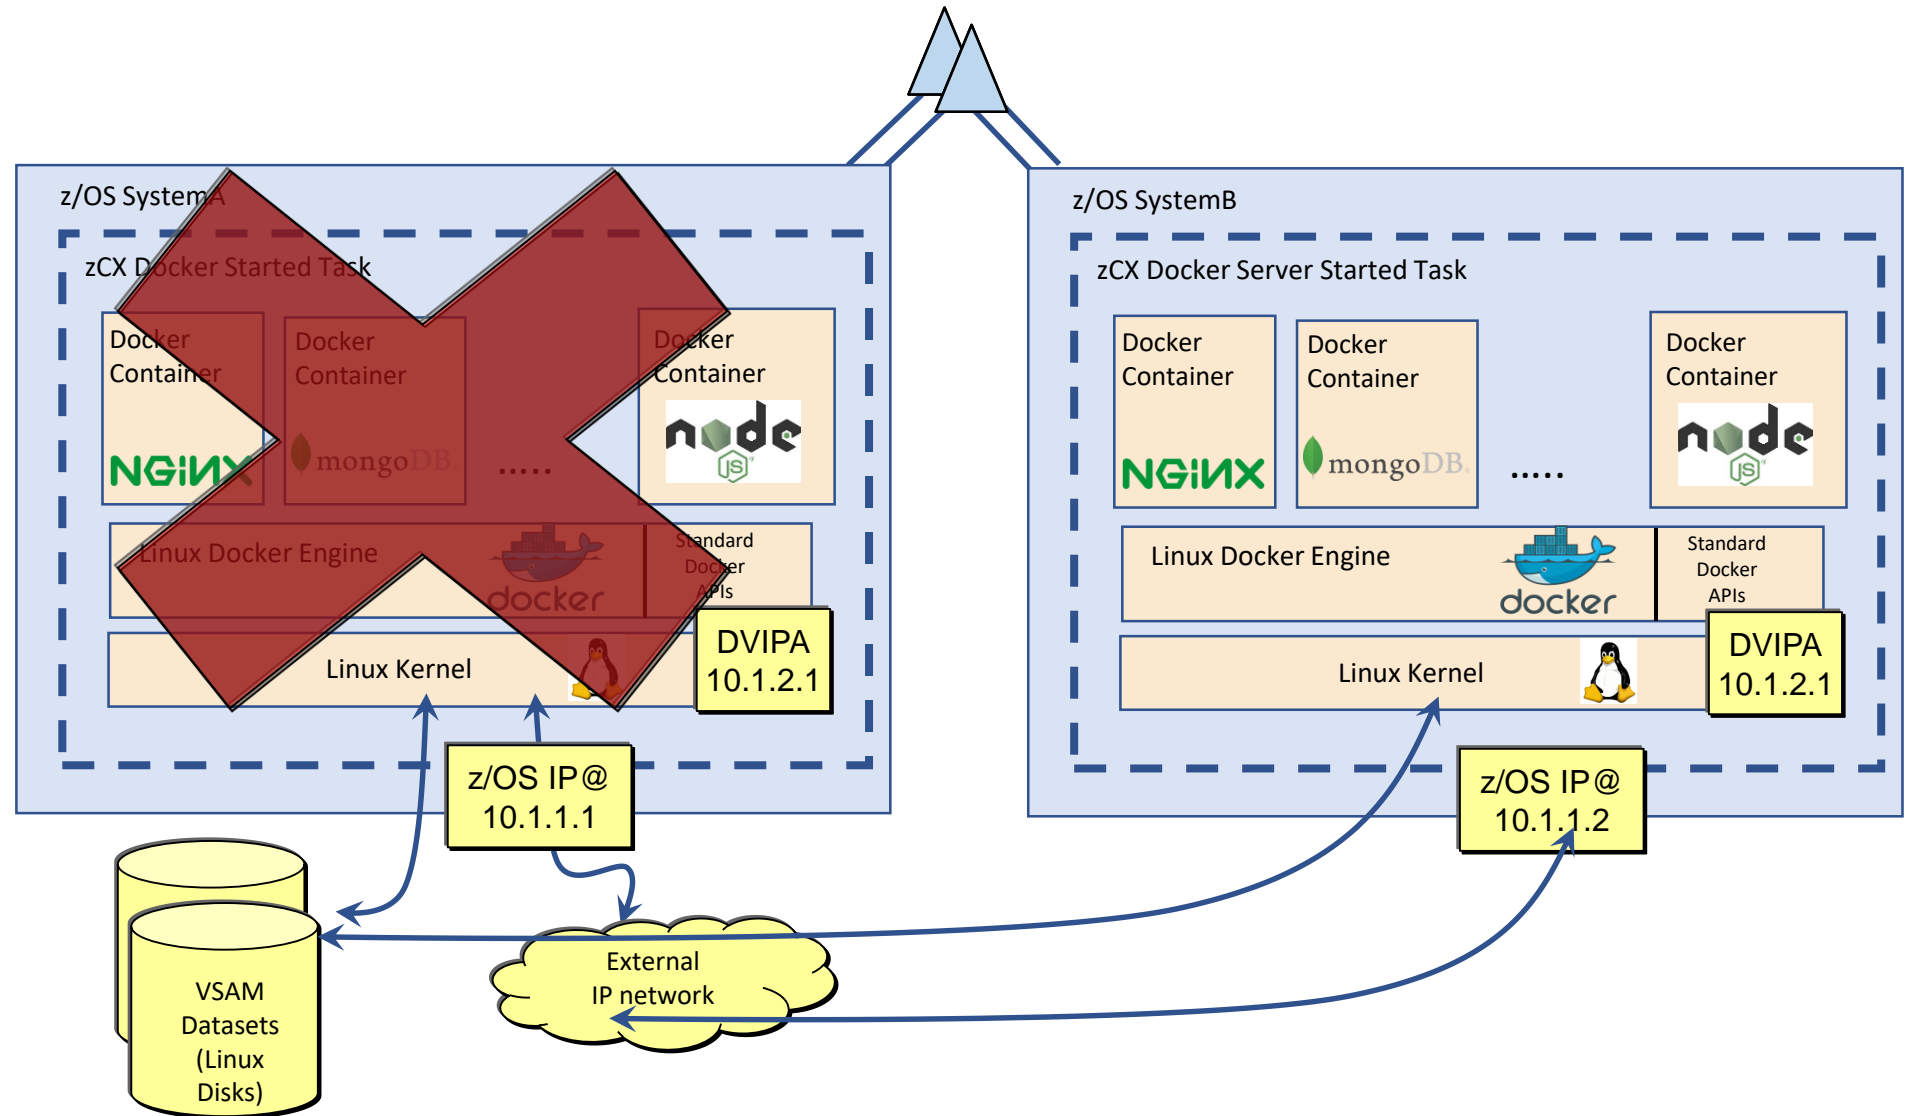 z/OS SystemA
zCX Docker Started Task
Docker
Container
NGiNX
Docker
Container
mongoDB.
.....
Docker
Container
node
JS
Linux Docker Engine
docker
Standard
Docker
APIs
Linux Kernel
DVIPA
10.1.2.1
z/OS IP@
10.1.1.1
z/OS SystemB
zCX Docker Server Started Task
Docker
Container
NGiNX
Docker
Container
mongoDB.
.....
Docker
Container
node
JS
Linux Docker Engine
docker
Standard
Docker
APIs
Linux Kernel
DVIPA
10.1.2.1
z/OS IP@
10.1.1.2
VSAM
Datasets
(Linux
Disks)
External
IP network